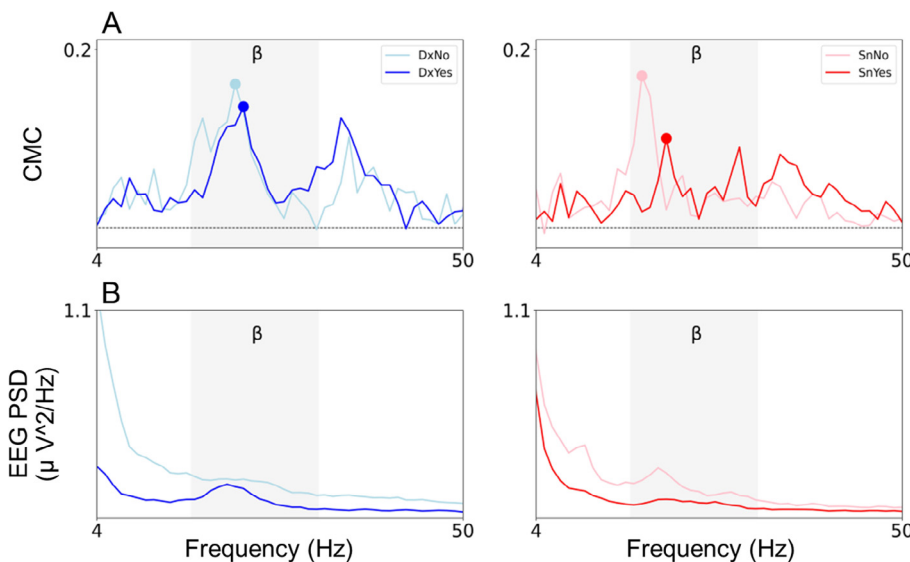 A
0.2
β
DxNo
DxYes
CMC
4
50
0.2
β
SnNo
SnYes
4
50
B
1.1
β
EEG PSD
(μ V^2/Hz)
4
50
Frequency (Hz)
1.1
β
4
50
Frequency (Hz)